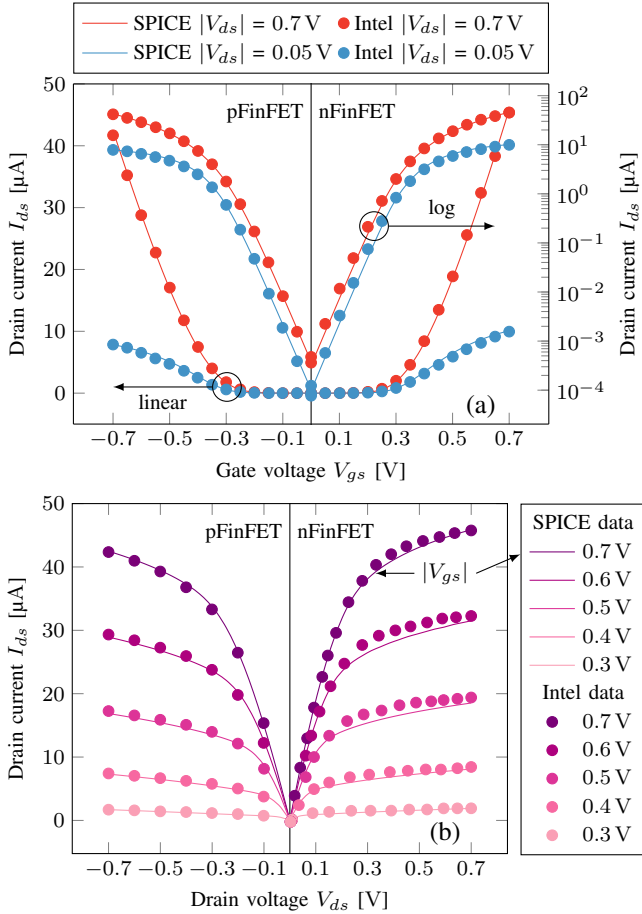 SPICE |V_ds| = 0.7 V Intel |V_ds| = 0.7 V
SPICE |V_ds| = 0.05 V Intel |V_ds| = 0.05 V
50
40
30
20
10
0
Drain current I_ds [µA]
pFinFET nFinFET
log
linear
(a)
10²
10¹
10⁰
10⁻¹
10⁻²
10⁻³
10⁻⁴
Drain current I_ds [µA]
−0.7 −0.5 −0.3 −0.1 0.1 0.3 0.5 0.7
Gate voltage V_gs [V]
50
40
30
20
10
0
Drain current I_ds [µA]
pFinFET nFinFET
|V_gs|
(b)
−0.7 −0.5 −0.3 −0.1 0.1 0.3 0.5 0.7
Drain voltage V_ds [V]
SPICE data
0.7 V
0.6 V
0.5 V
0.4 V
0.3 V
Intel data
0.7 V
0.6 V
0.5 V
0.4 V
0.3 V